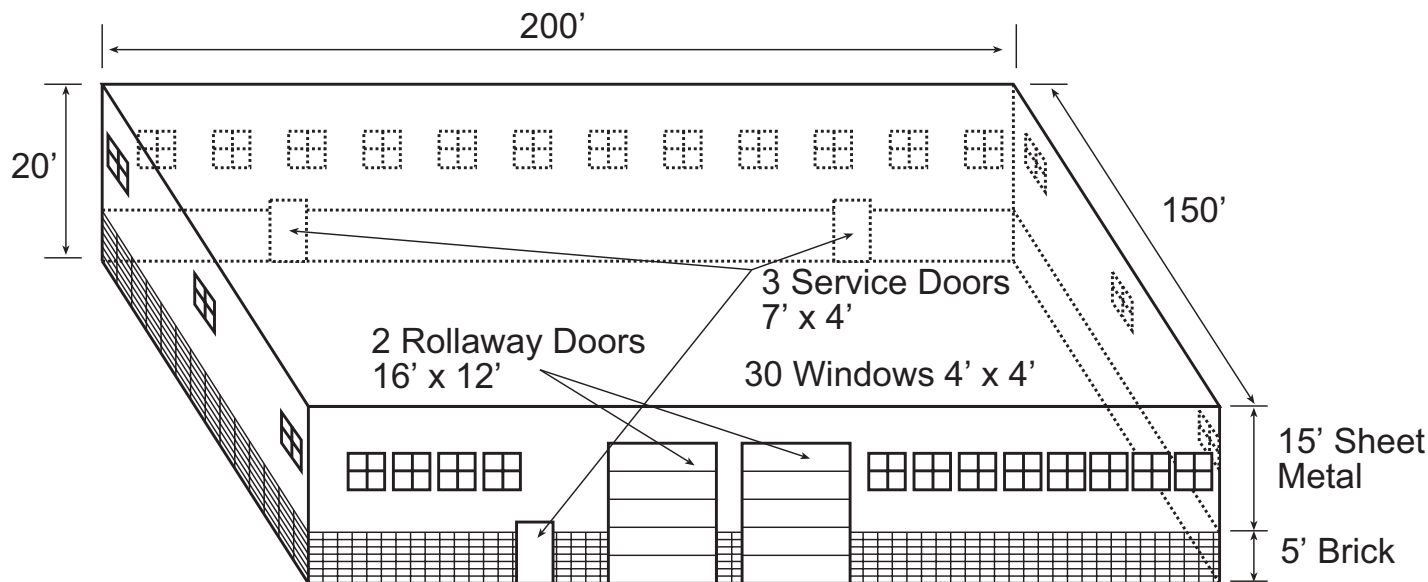 200’
20’
150’
3 Service Doors
7’ x 4’
2 Rollaway Doors
16’ x 12’
30 Windows 4’ x 4’
15’ Sheet
Metal
5’ Brick